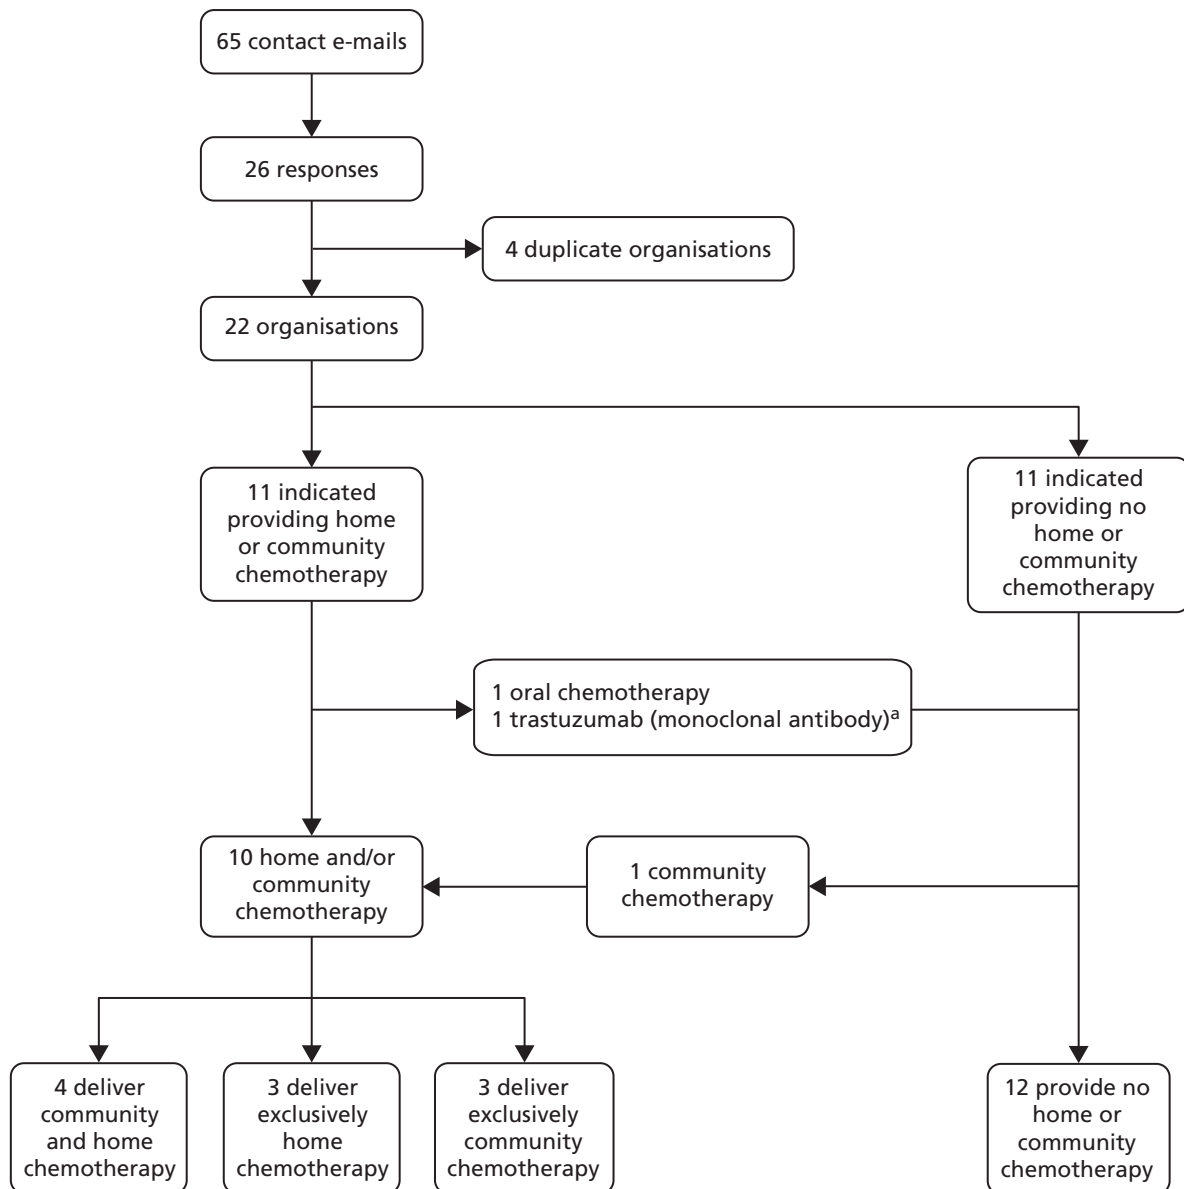 65 contact e-mails
26 responses
4 duplicate organisations
22 organisations
11 indicated
providing home
or community
chemotherapy
11 indicated
providing no
home or
community
chemotherapy
1 oral chemotherapy
1 trastuzumab (monoclonal antibody)a
10 home and/or
community
chemotherapy
1 community
chemotherapy
4 deliver
community
and home
chemotherapy
3 deliver
exclusively
home
chemotherapy
3 deliver
exclusively
community
chemotherapy
12 provide no
home or
community
chemotherapy